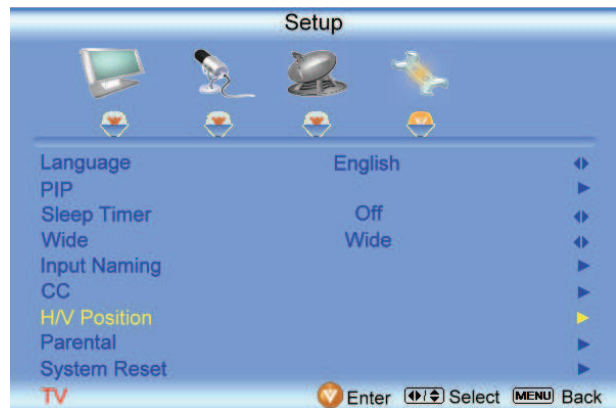 Setup
Language English
PIP
Sleep Timer Off
Wide Wide
Input Naming
CC
H/V Position
Parental
System Reset
TV Enter Select MENU Back